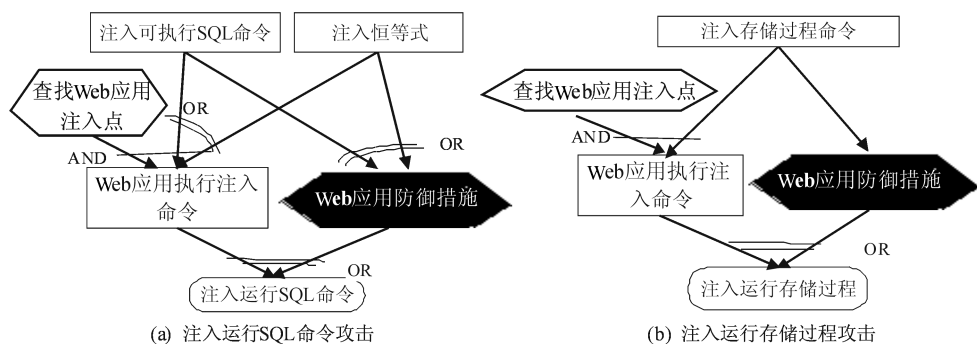 注入可执行SQL命令
注入恒等式
查找Web应用
注入点
OR
AND
OR
Web应用执行注入
命令
Web应用防御措施
OR
注入运行SQL命令
(a) 注入运行SQL命令攻击
注入存储过程命令
查找Web应用注入点
AND
Web应用执行注
入命令
Web应用防御措施
OR
注入运行存储过程
(b) 注入运行存储过程攻击